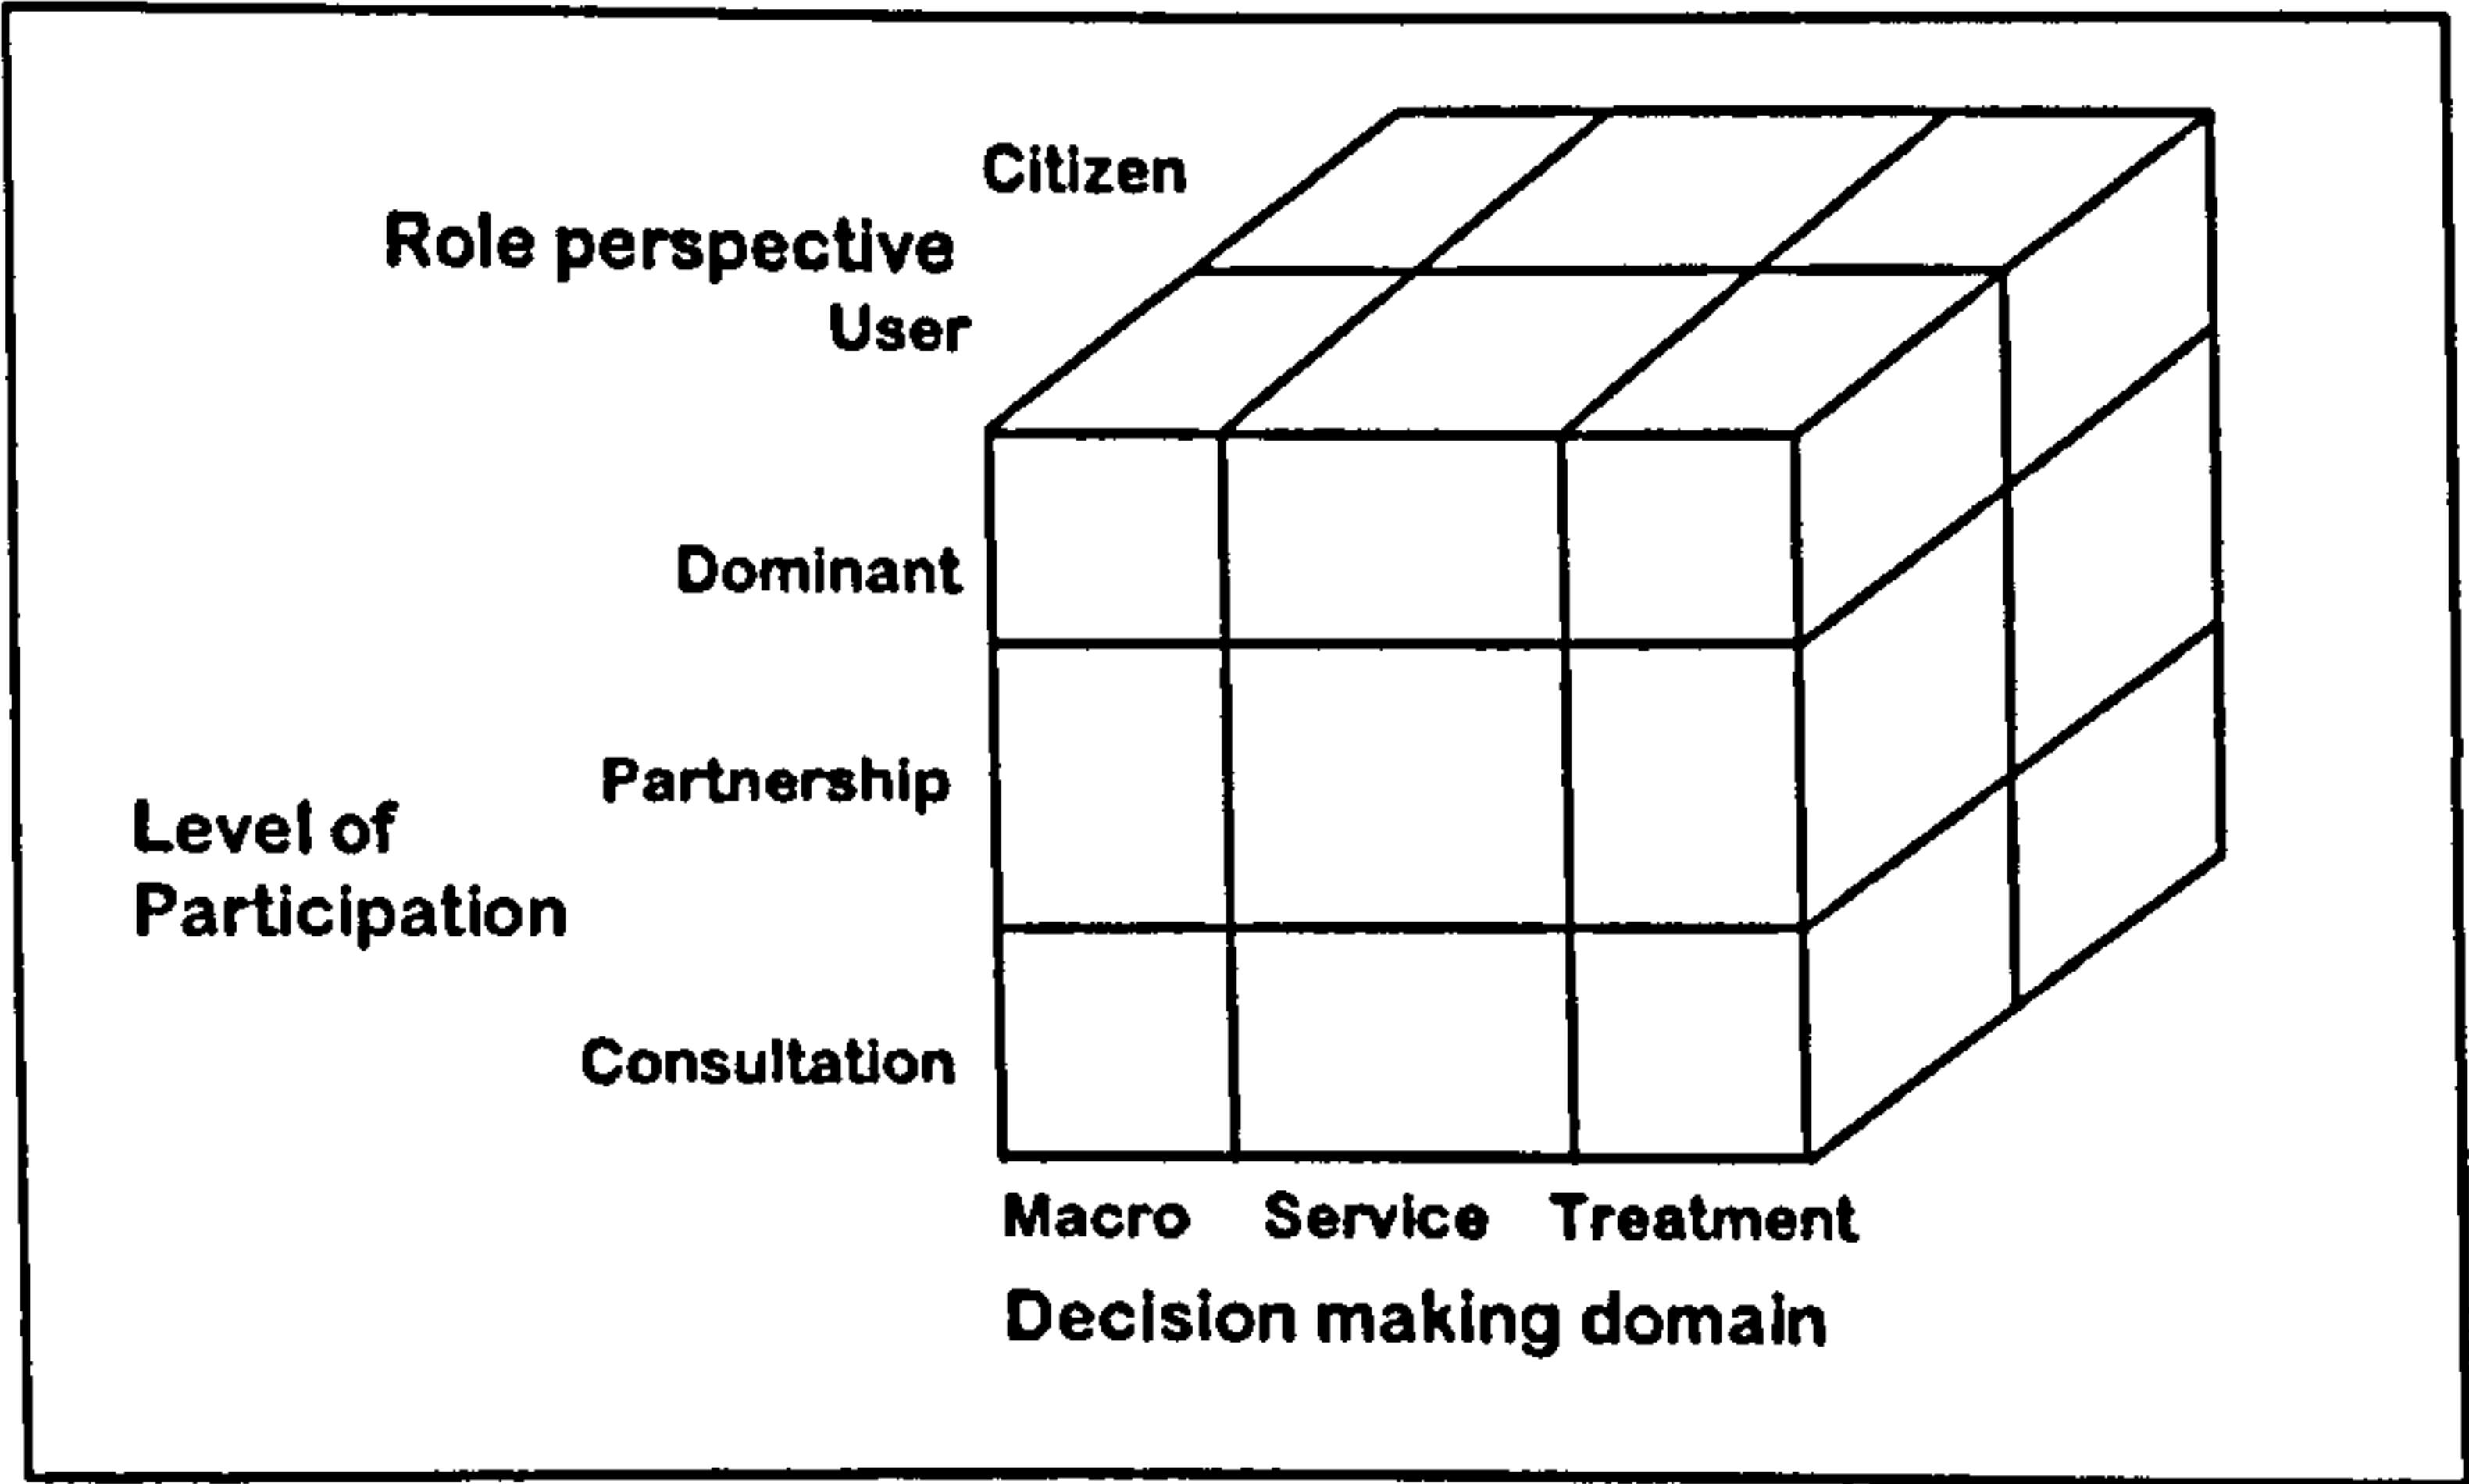 Citizen
Role perspective
User
Dominant
Partnership
Level of
Participation
Consultation
Macro Service Treatment
Decision making domain